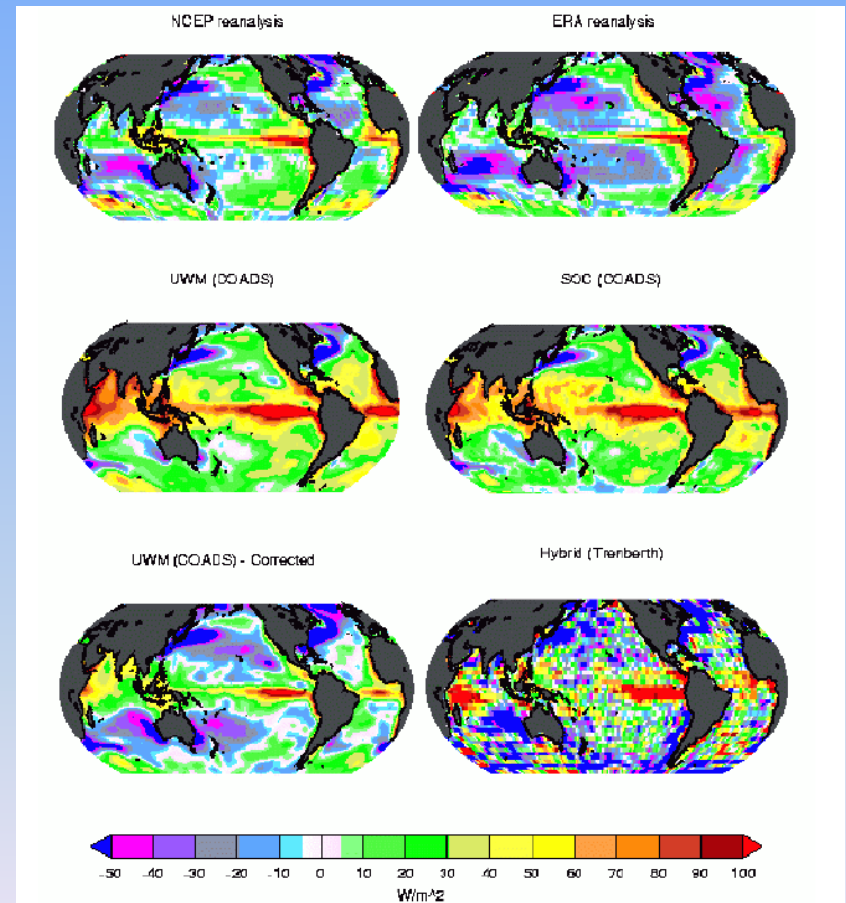 NCEP reanalysis
ERA reanalysis
UWM (COADS)
SOC (COADS)
UWM (COADS) - Corrected
Hybrid (Trenberth)
-50 -40 -30 -20 -10 0 10 20 30 40 50 60 70 80 90 100
W/m^2